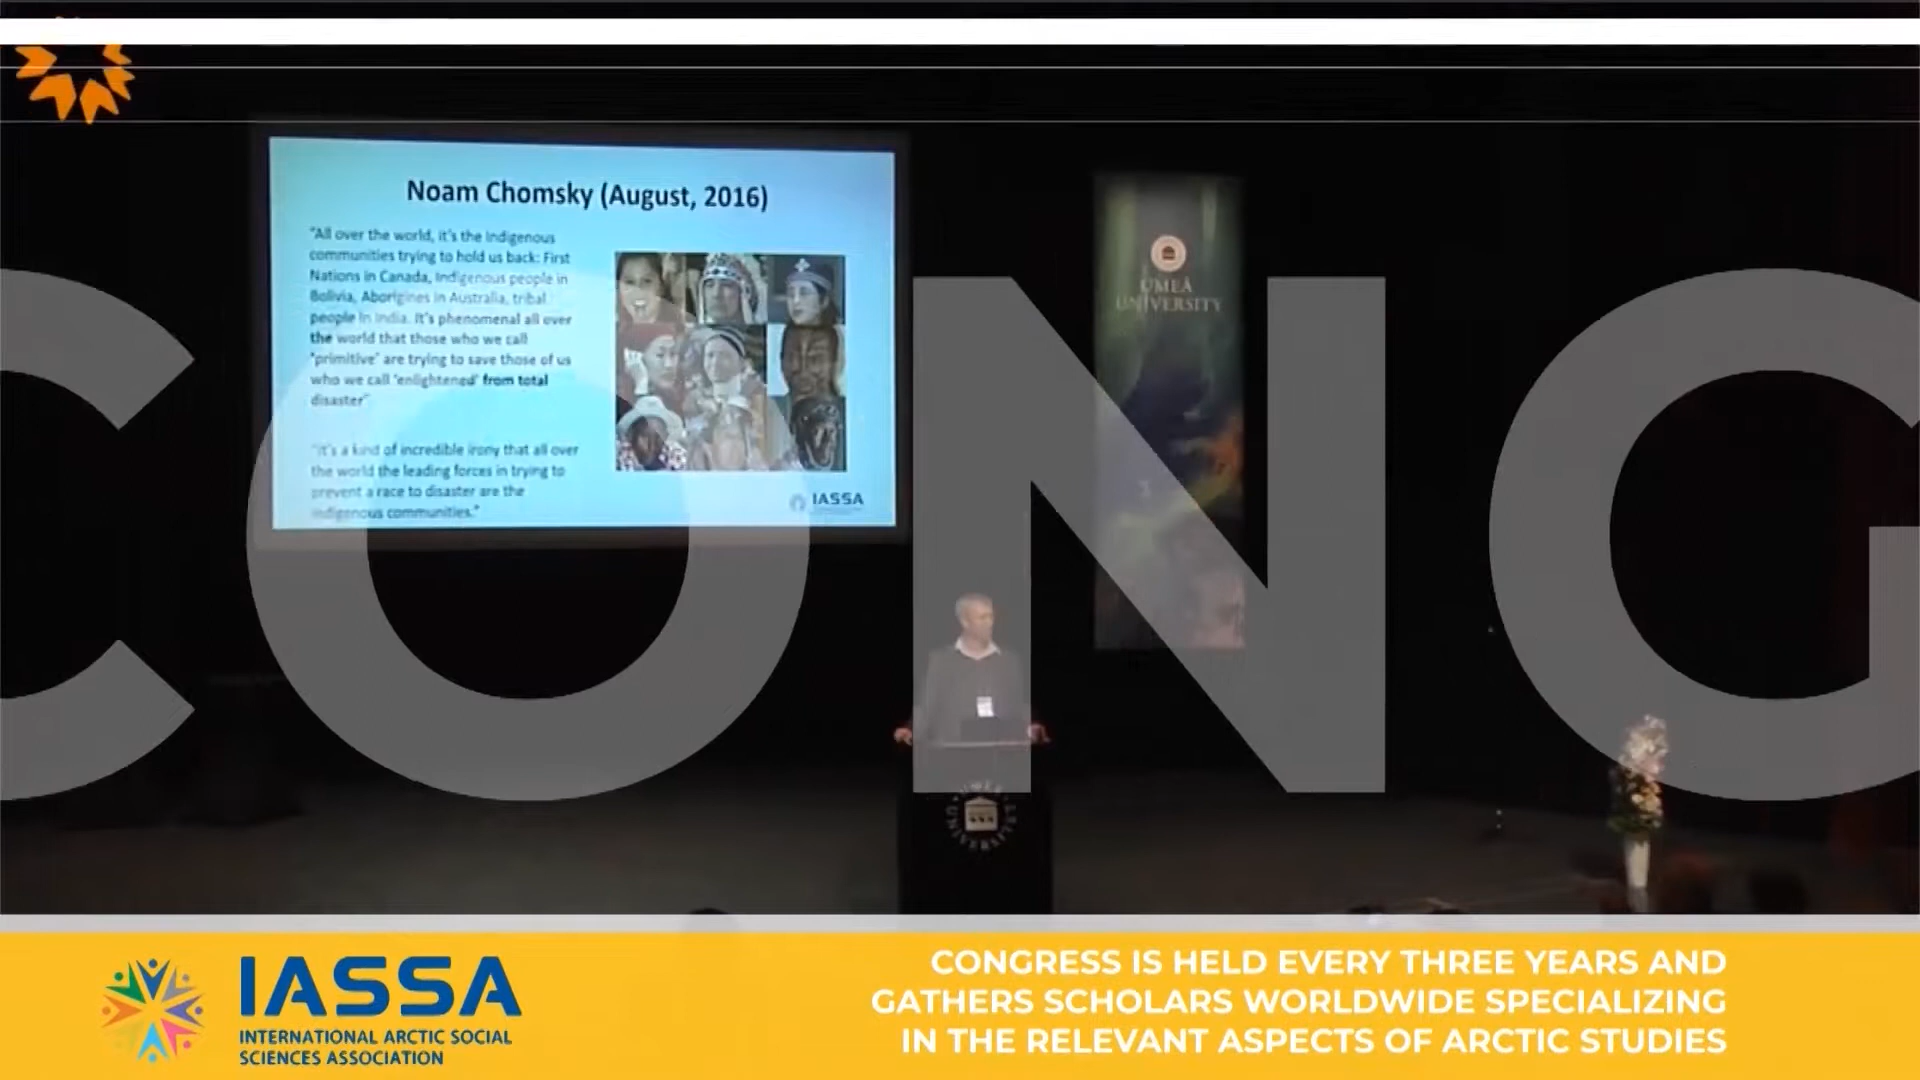 Noam Chomsky (August, 2016)
"All over the world, it's the Indigenous
communities trying to hold us back: First
Nations in Canada, Indigenous people in
Bolivia, Aborigines in Australia, tribal
people in India. It's phenomenal all over
the world that those who we call
'primitive' are trying to save those of us
who we call 'enlightened' from total
disaster"
"It's a kind of incredible irony that all over
the world the leading forces in trying to
prevent a race to disaster are the
indigenous communities."
IASSA
UMEÅ
UNIVERSITY
CONG
UMEÅ UNIVERSITET
IASSA
INTERNATIONAL ARCTIC SOCIAL
SCIENCES ASSOCIATION
CONGRESS IS HELD EVERY THREE YEARS AND
GATHERS SCHOLARS WORLDWIDE SPECIALIZING
IN THE RELEVANT ASPECTS OF ARCTIC STUDIES